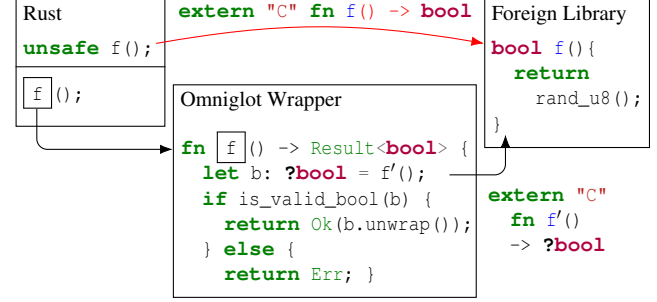 Rust
unsafe f();
f();
extern "C" fn f() -> bool
Foreign Library
bool f(){
return
rand_u8();
}
Omniglot Wrapper
fn f() -> Result<bool> {
let b: ?bool = f′();
if is_valid_bool(b) {
return Ok(b.unwrap());
} else {
return Err; }
extern "C"
fn f′()
-> ?bool